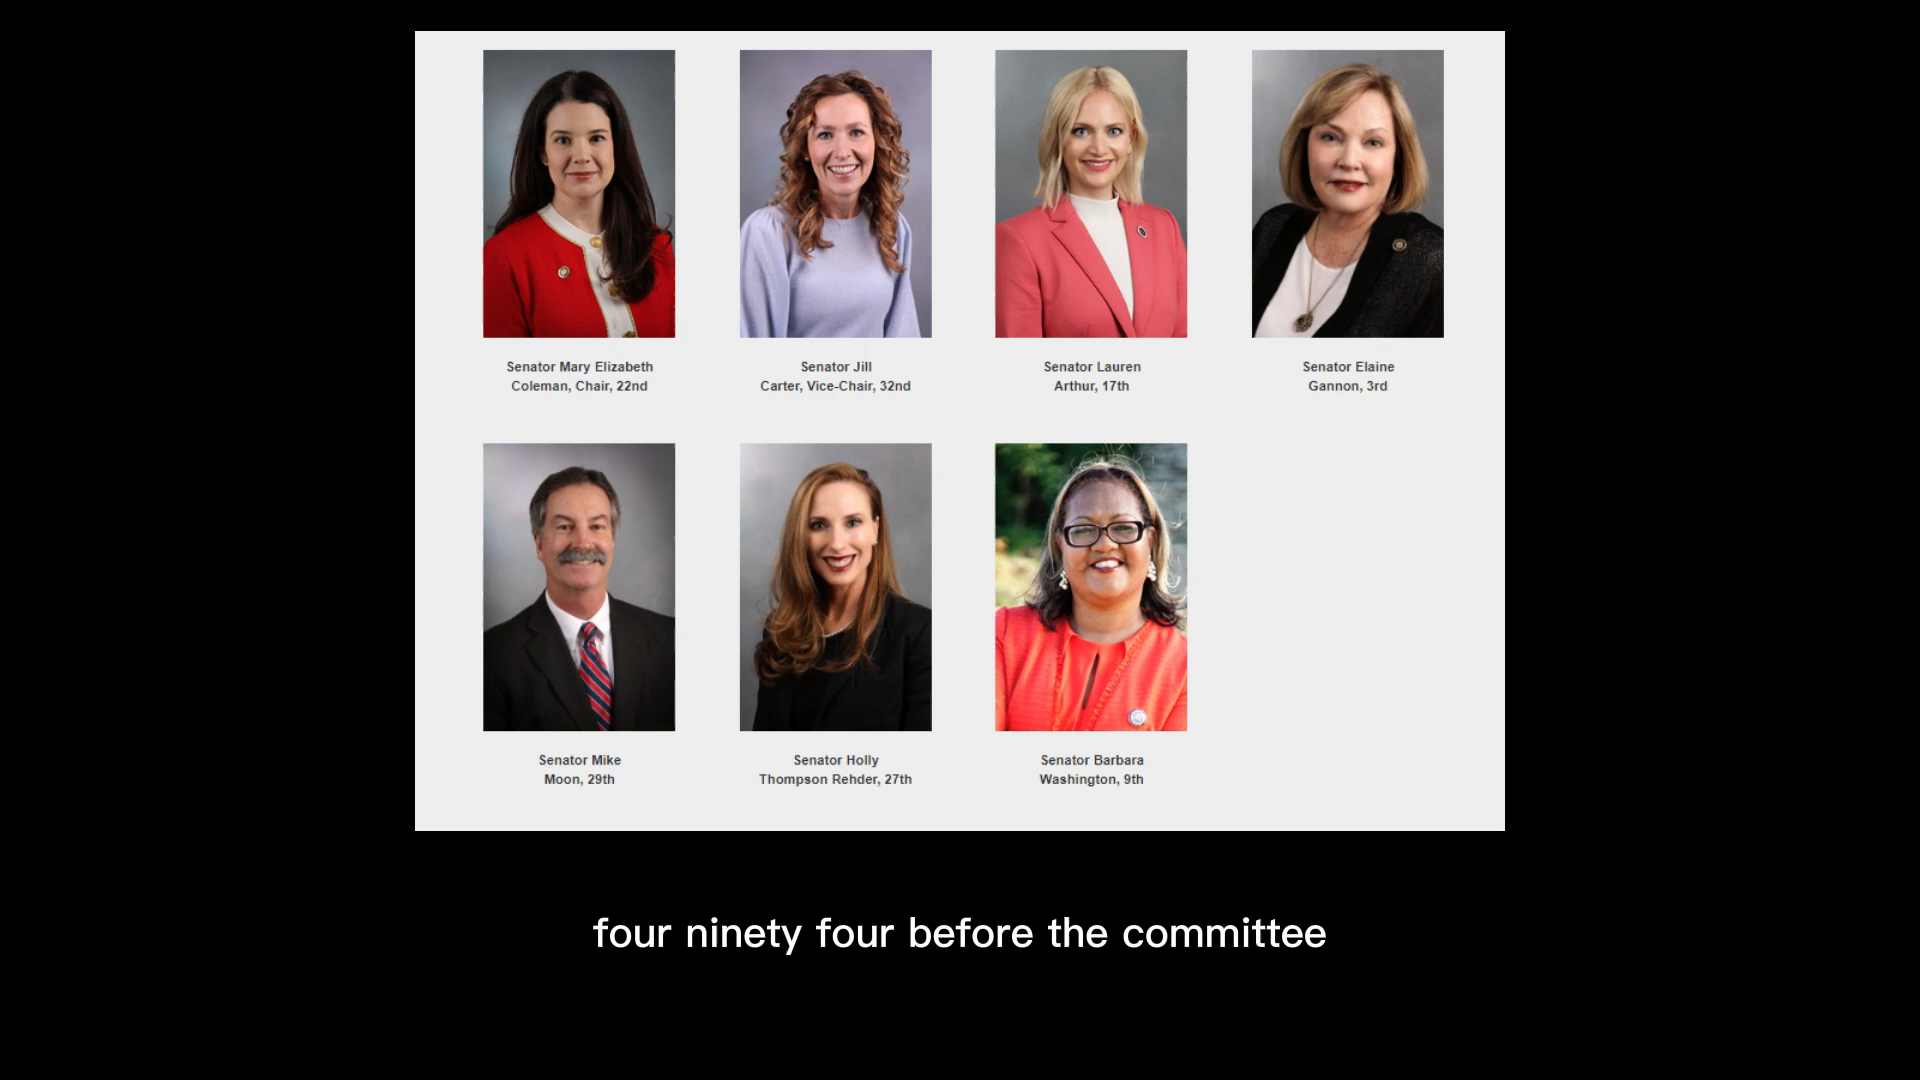 Senator Mary Elizabeth
Coleman, Chair, 22nd
Senator Jill
Carter, Vice-Chair, 32nd
Senator Lauren
Arthur, 17th
Senator Elaine
Gannon, 3rd
Senator Mike
Moon, 29th
Senator Holly
Thompson Rehder, 27th
Senator Barbara
Washington, 9th
four ninety four before the committee